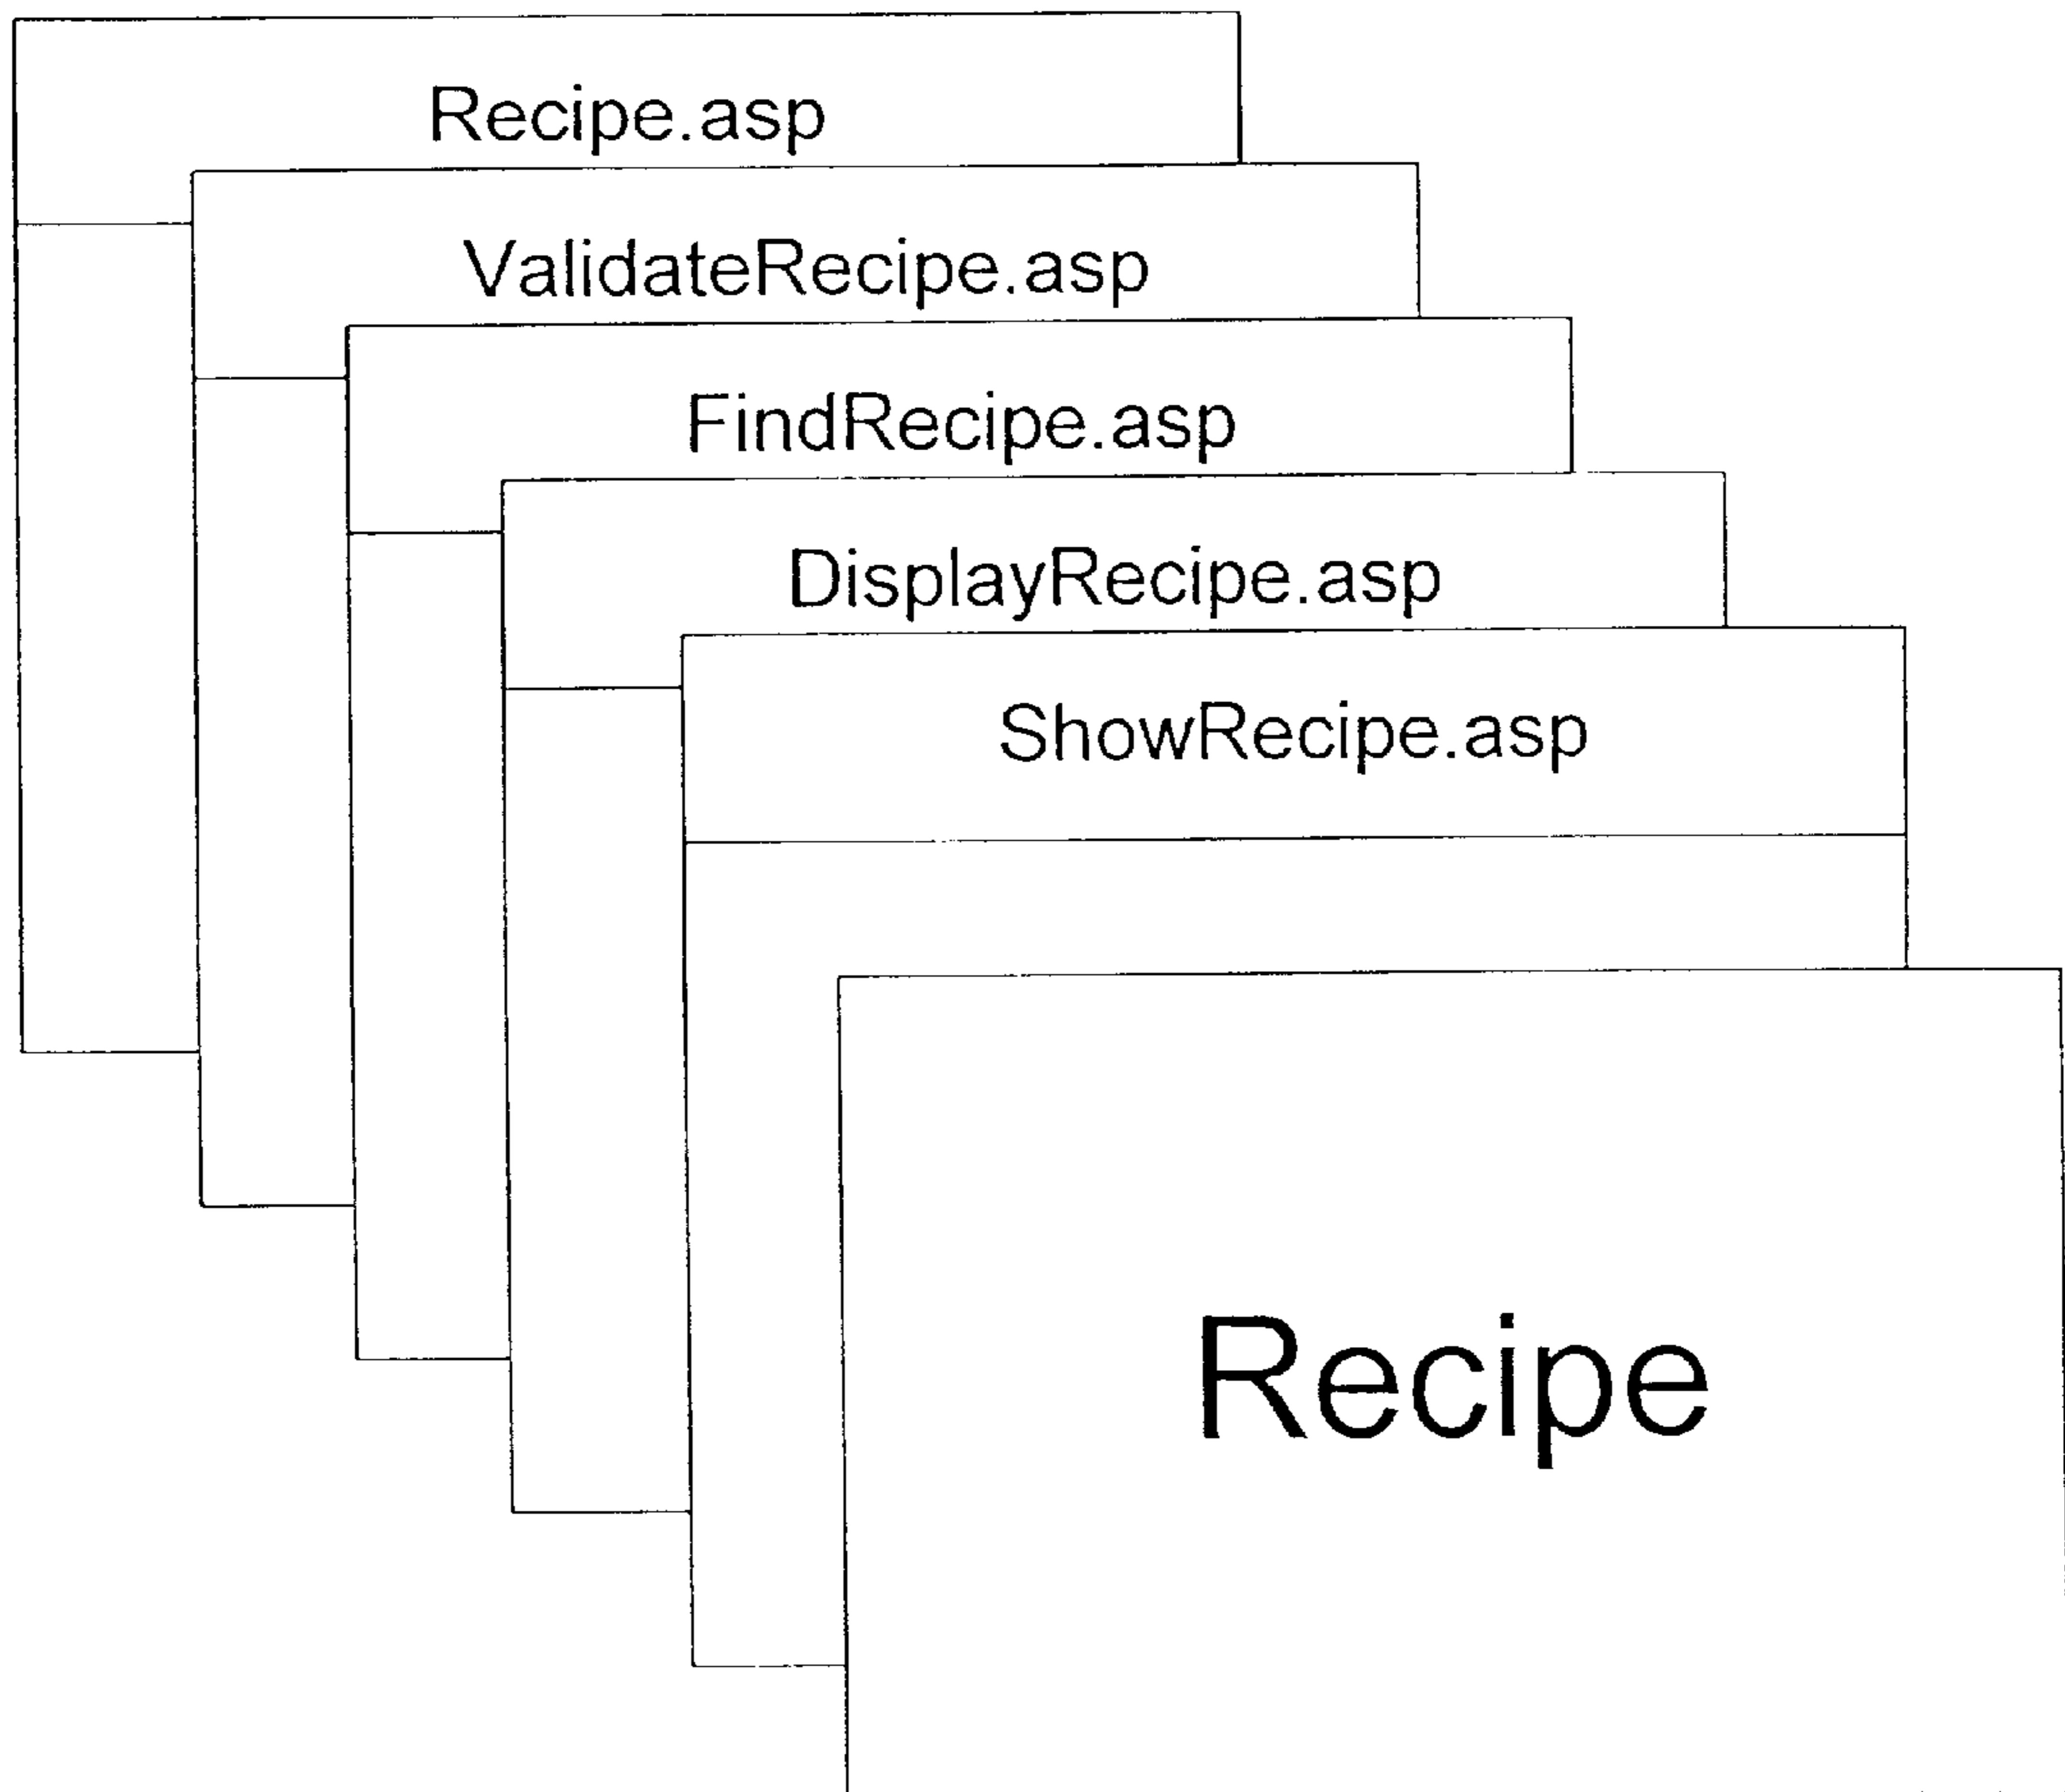 Recipe.asp
ValidateRecipe.asp
FindRecipe.asp
DisplayRecipe.asp
ShowRecipe.asp
Recipe